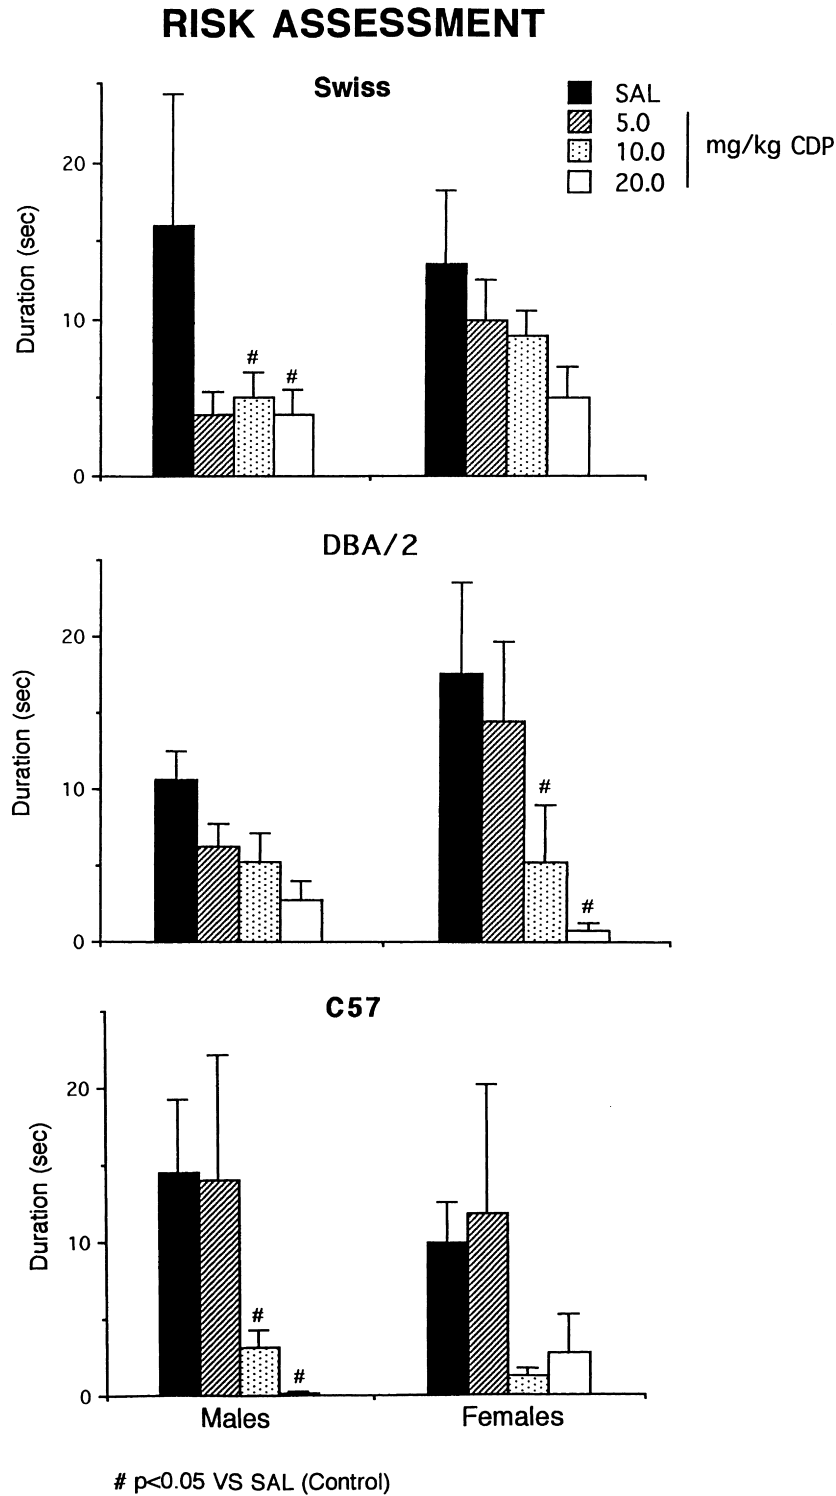 RISK ASSESSMENT
Swiss
SAL
5.0
10.0
20.0
mg/kg CDP
Duration (sec)
20
10
0
#
#
DBA/2
Duration (sec)
20
10
0
#
#
C57
Duration (sec)
20
10
0
#
#
Males
Females
# p<0.05 VS SAL (Control)